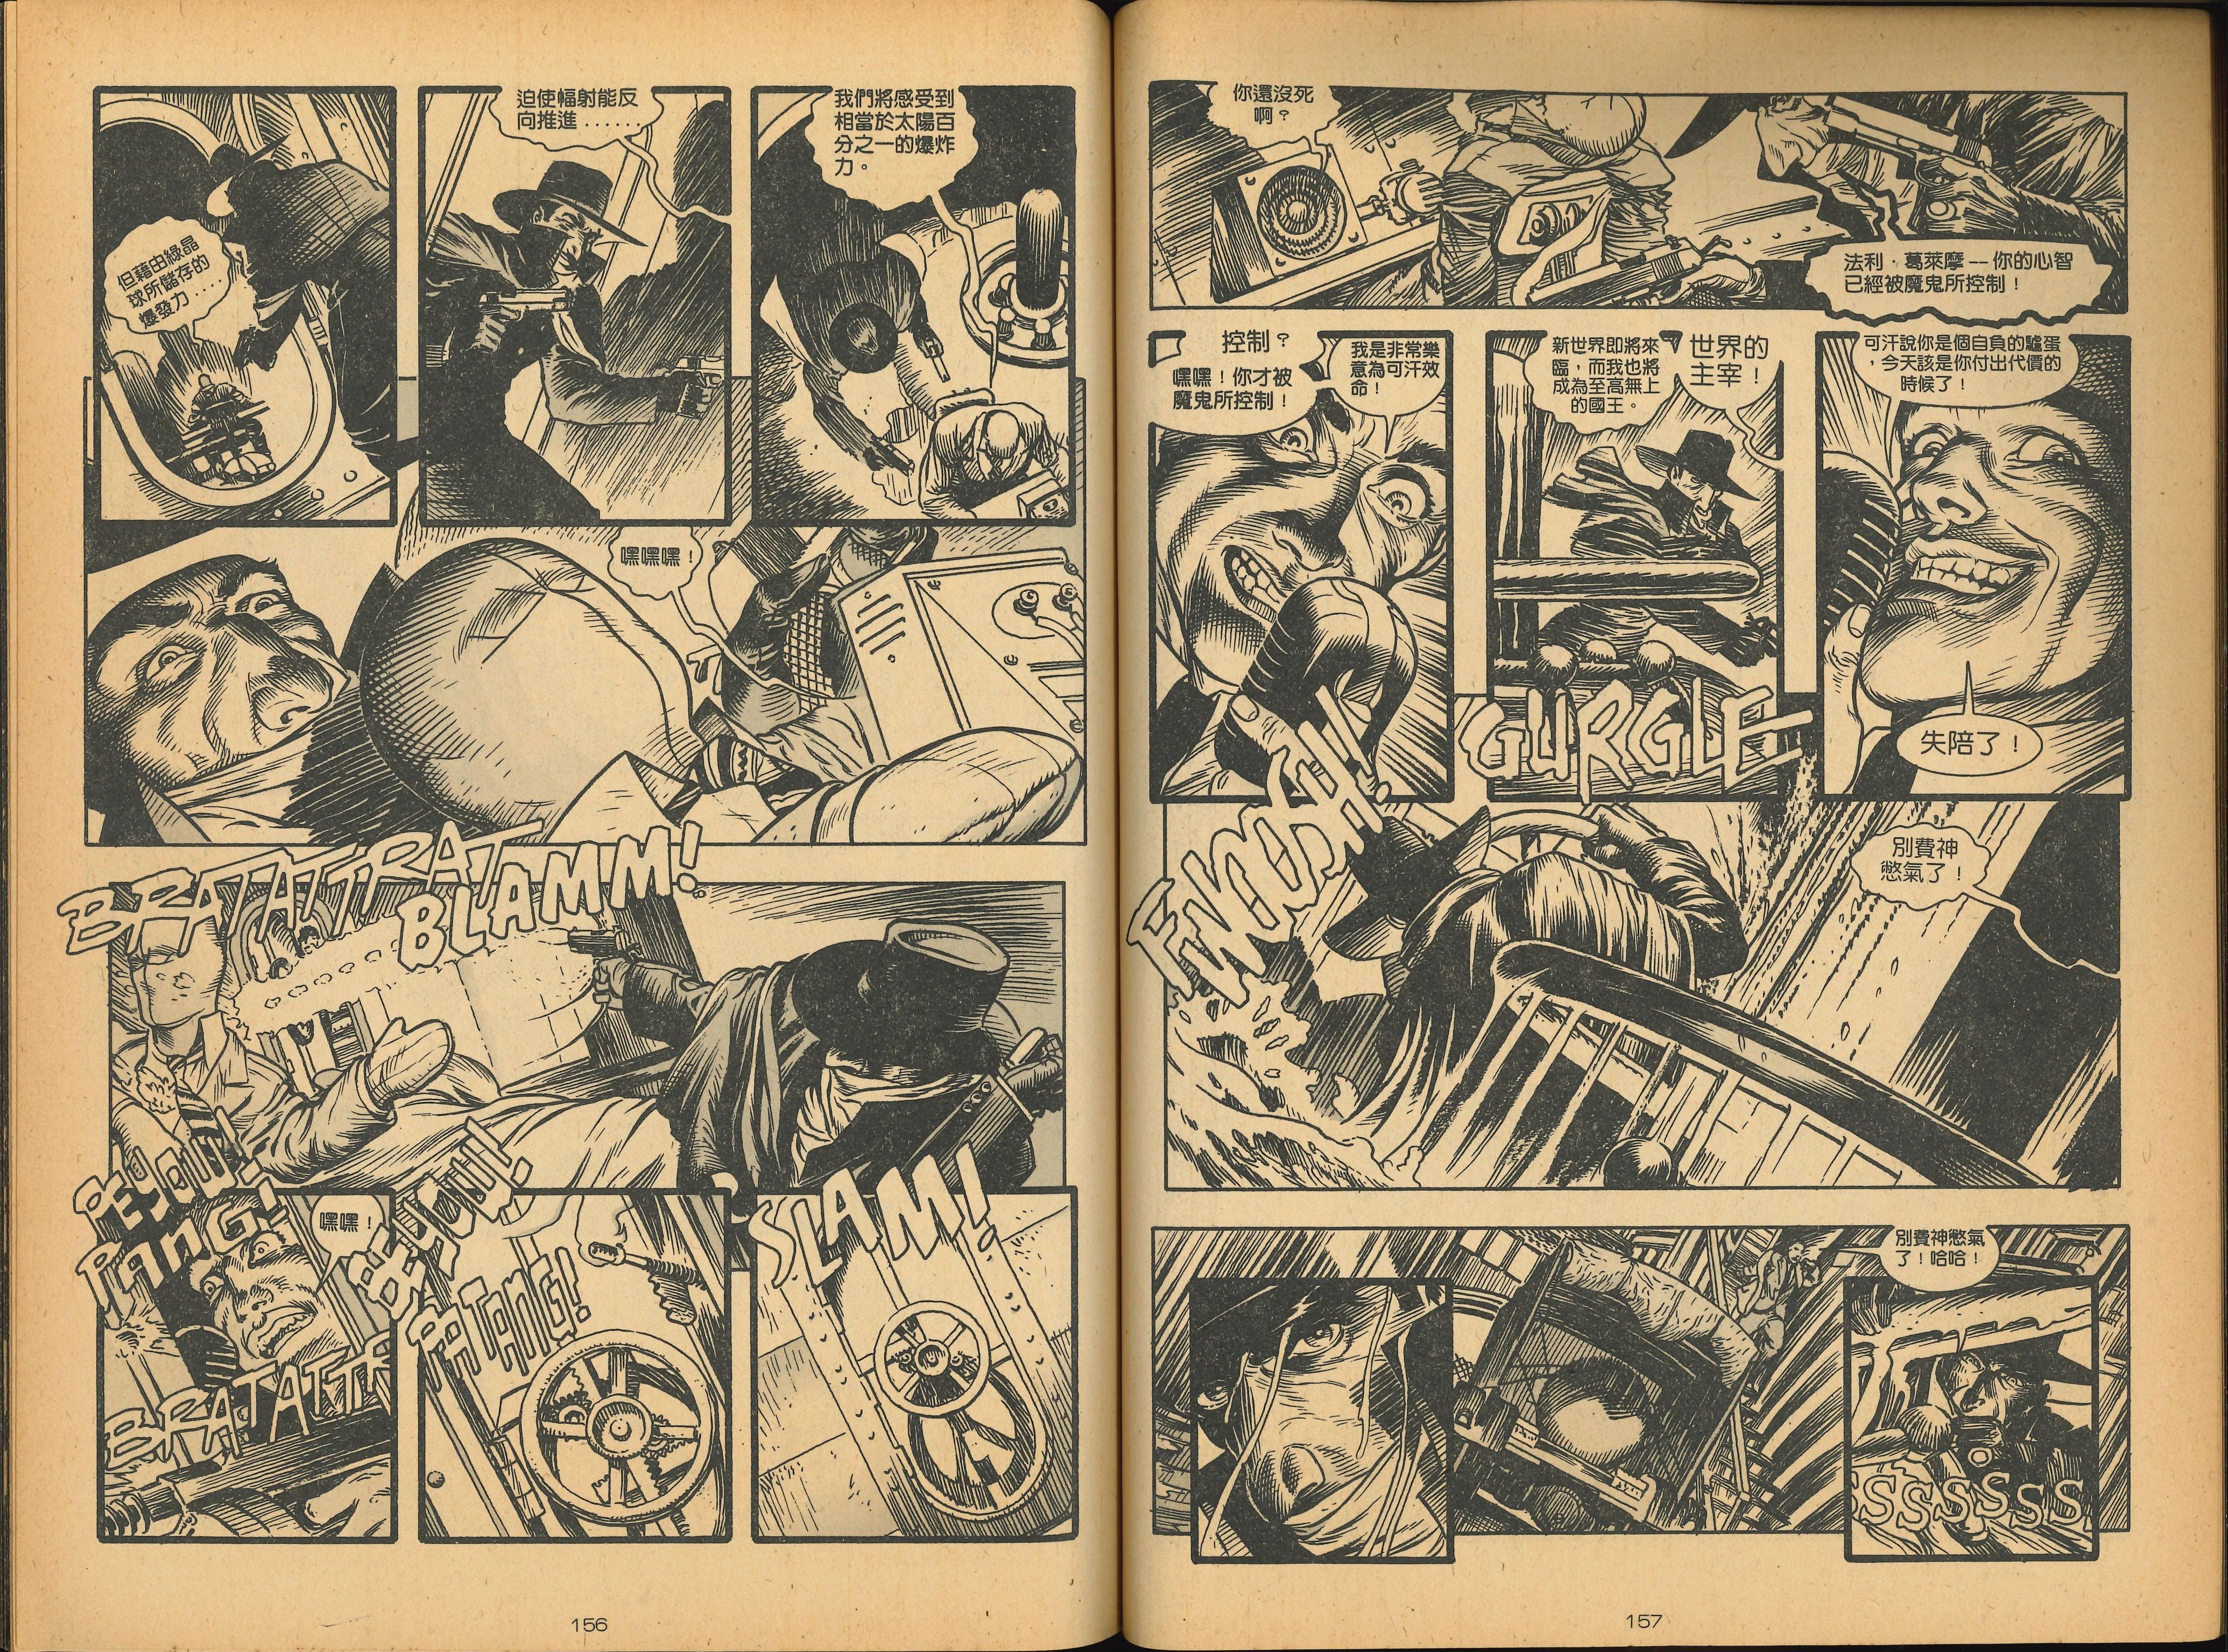 但藉由綠晶
球所儲存的
爆發力....
迫使幅射能反
向推進......
我們將感受到
相當於太陽百
分之一的爆炸
力。
嘿嘿嘿！
BRATATTRAT
BLAMM!
PEJOW!
PANG!
嘿嘿！
BRATATTR
PATANG!
SLAM!
156
你還沒死
啊？
法利·葛萊摩--你的心智
已經被魔鬼所控制！
控制？
嘿嘿！你才被
魔鬼所控制！
我是非常樂
意為可汗效
命！
新世界即將來
臨，而我也將
成為至高無上
的國王。
世界的
主宰！
可汗說你是個自負的驢蛋
，今天該是你付出代價的
時候了！
失陪了！
GURGLE
FWOOSH!!
別費神
憋氣了！
別費神憋氣
了！哈哈！
SSSSSSS
157